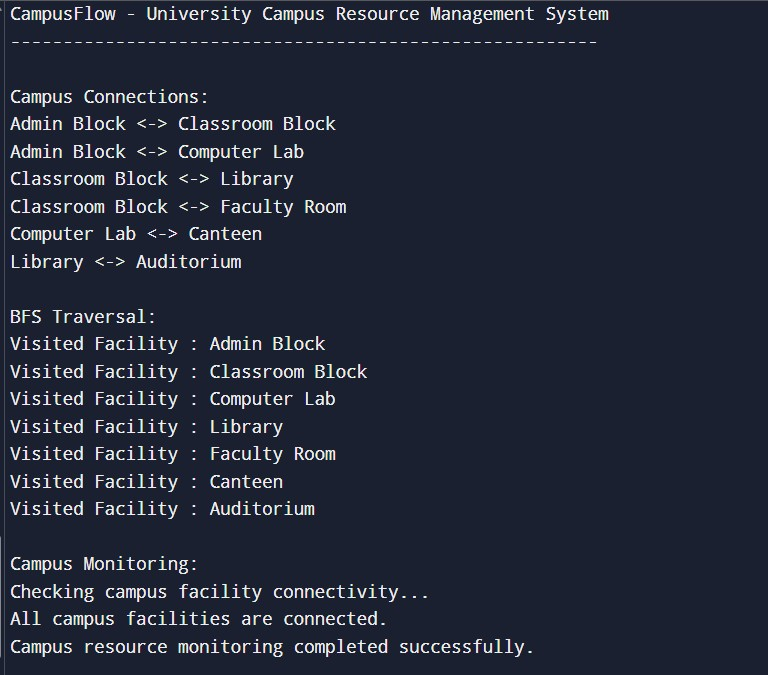 CampusFlow - University Campus Resource Management System
--------------------------------------------------------
Campus Connections:
Admin Block <-> Classroom Block
Admin Block <-> Computer Lab
Classroom Block <-> Library
Classroom Block <-> Faculty Room
Computer Lab <-> Canteen
Library <-> Auditorium
BFS Traversal:
Visited Facility : Admin Block
Visited Facility : Classroom Block
Visited Facility : Computer Lab
Visited Facility : Library
Visited Facility : Faculty Room
Visited Facility : Canteen
Visited Facility : Auditorium
Campus Monitoring:
Checking campus facility connectivity...
All campus facilities are connected.
Campus resource monitoring completed successfully.